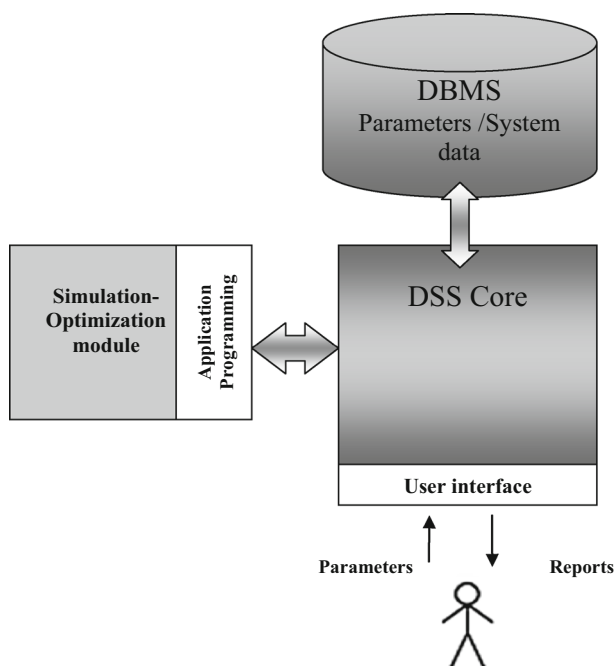 DBMS
Parameters /System
data
Simulation-
Optimization
module
Application
Programming
DSS Core
User interface
Parameters
Reports